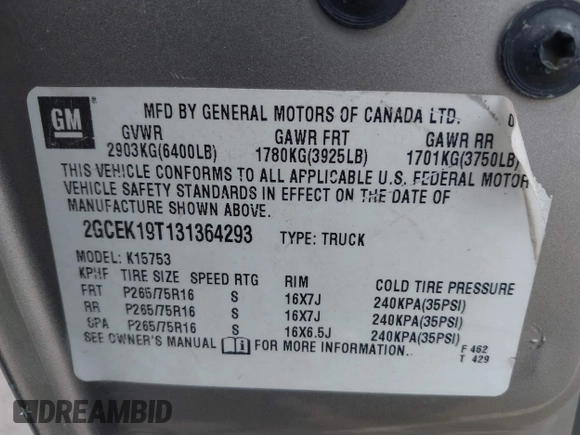 GM
MFD BY GENERAL MOTORS OF CANADA LTD.
GVWR GAWR FRT GAWR RR
2903KG(6400LB) 1780KG(3925LB) 1701KG(3750LB)
THIS VEHICLE CONFORMS TO ALL APPLICABLE U.S. FEDERAL MOTOR
VEHICLE SAFETY STANDARDS IN EFFECT ON THE DATE OF
MANUFACTURE SHOWN ABOVE.
2GCEK19T131364293 TYPE: TRUCK
MODEL: K15753
KPHF TIRE SIZE SPEED RTG RIM COLD TIRE PRESSURE
FRT P265/75R16 S 16X7J 240KPA(35PSI)
RR P265/75R16 S 16X7J 240KPA(35PSI)
SPA P265/75R16 S 16X6.5J 240KPA(35PSI)
SEE OWNER'S MANUAL FOR MORE INFORMATION.
F 462
T 429
DREAMBID